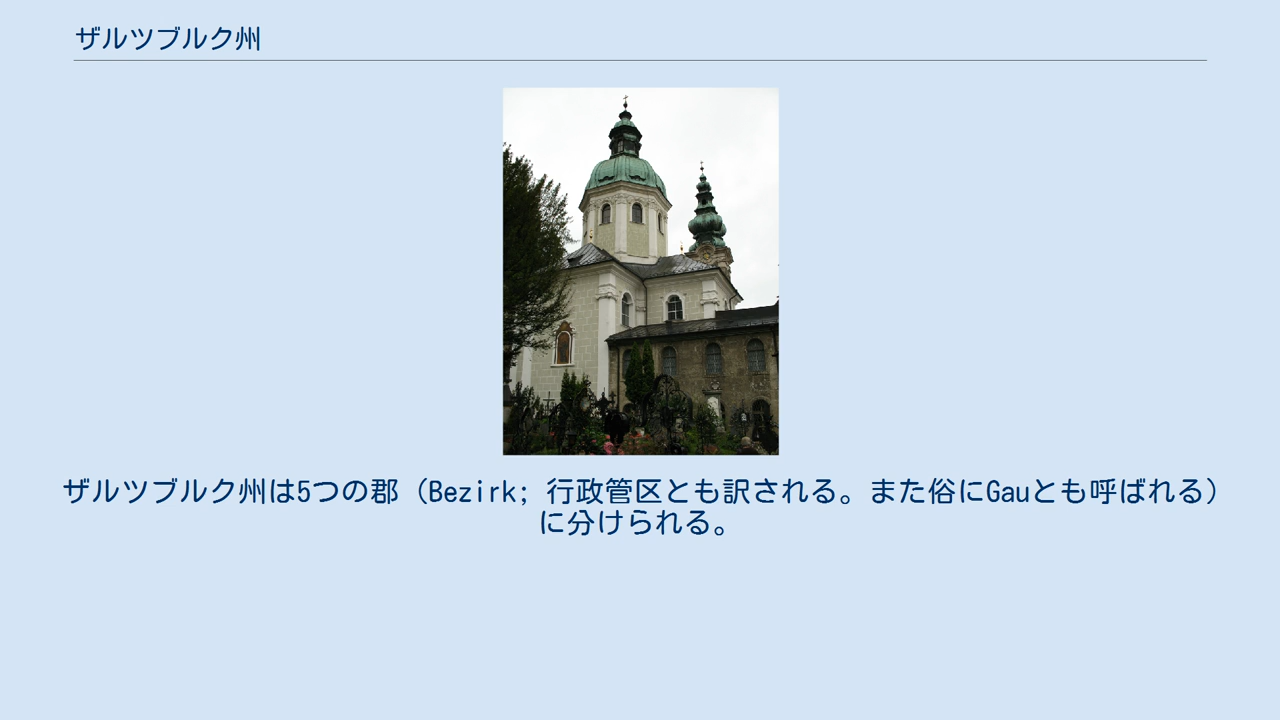 ザルツブルク州
ザルツブルク州は5つの郡（Bezirk; 行政管区とも訳される。また俗にGauとも呼ばれる）
に分けられる。